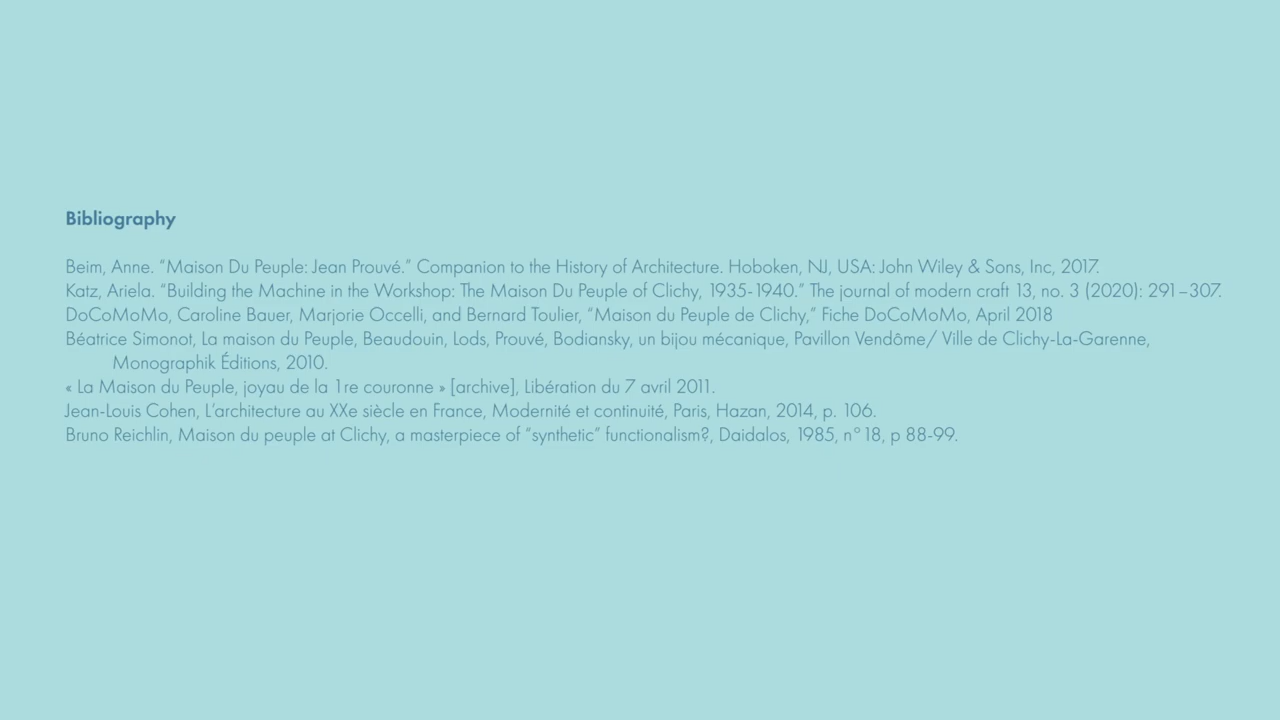 Bibliography
Beim, Anne. “Maison Du Peuple: Jean Prouvé.” Companion to the History of Architecture. Hoboken, NJ, USA: John Wiley & Sons, Inc, 2017.
Katz, Ariela. “Building the Machine in the Workshop: The Maison Du Peuple of Clichy, 1935-1940.” The journal of modern craft 13, no. 3 (2020): 291–307.
DoCoMoMo, Caroline Bauer, Marjorie Occelli, and Bernard Toulier, “Maison du Peuple de Clichy,” Fiche DoCoMoMo, April 2018
Béatrice Simonot, La maison du Peuple, Beaudouin, Lods, Prouvé, Bodiansky, un bijou mécanique, Pavillon Vendôme/ Ville de Clichy-La-Garenne,
Monographik Éditions, 2010.
« La Maison du Peuple, joyau de la 1re couronne » [archive], Libération du 7 avril 2011.
Jean-Louis Cohen, L’architecture au XXe siècle en France, Modernité et continuité, Paris, Hazan, 2014, p. 106.
Bruno Reichlin, Maison du peuple at Clichy, a masterpiece of “synthetic” functionalism?, Daidalos, 1985, n° 18, p 88-99.